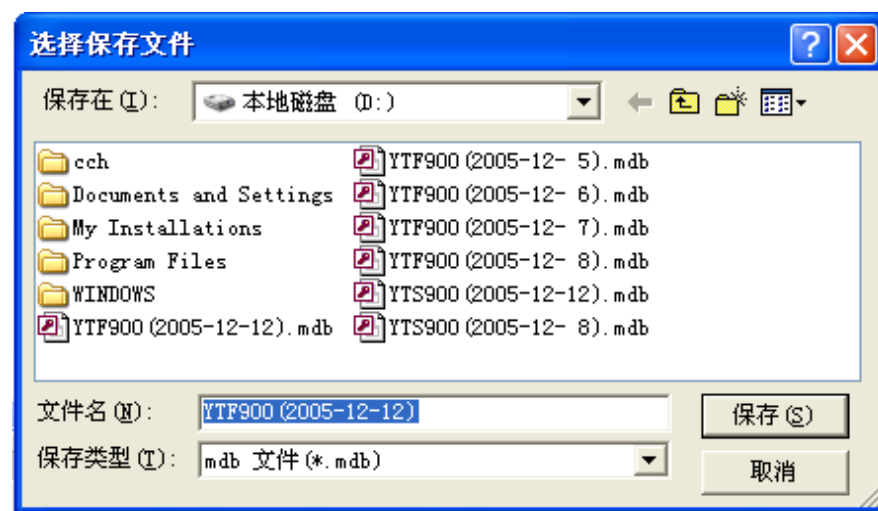 选择保存文件
保存在(I): 本地磁盘 (D:)
cch
Documents and Settings
My Installations
Program Files
WINDOWS
YTF900(2005-12-12).mdb
YTF900(2005-12- 5).mdb
YTF900(2005-12- 6).mdb
YTF900(2005-12- 7).mdb
YTF900(2005-12- 8).mdb
YTS900(2005-12-12).mdb
YTS900(2005-12- 8).mdb
文件名(N): YTF900(2005-12-12) 保存(S)
保存类型(T): mdb 文件(*.mdb) 取消